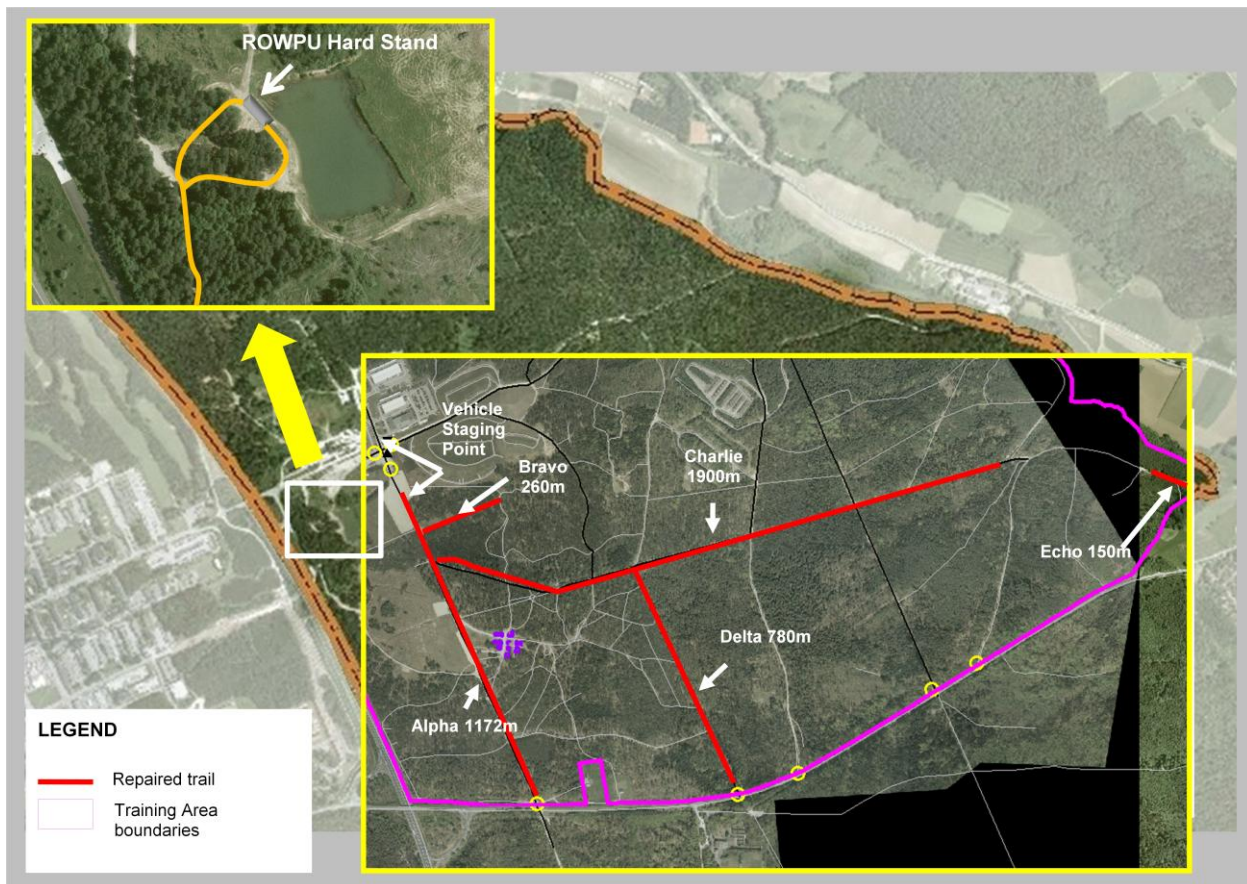 ROWPU Hard Stand
Vehicle
Staging
Point
Bravo
260m
Charlie
1900m
Echo 150m
Delta 780m
Alpha 1172m
LEGEND
Repaired trail
Training Area
boundaries